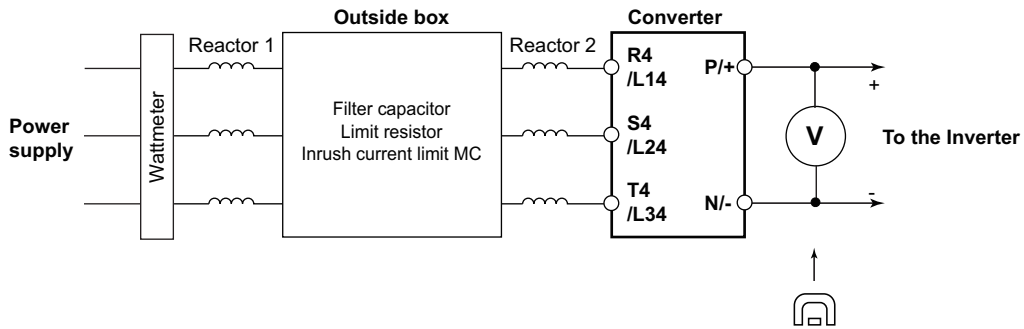 Outside box
Converter
Reactor 1
Reactor 2
Power
supply
Wattmeter
Filter capacitor
Limit resistor
Inrush current limit MC
R4
/L14
S4
/L24
T4
/L34
P/+
N/-
V
+
To the Inverter
-